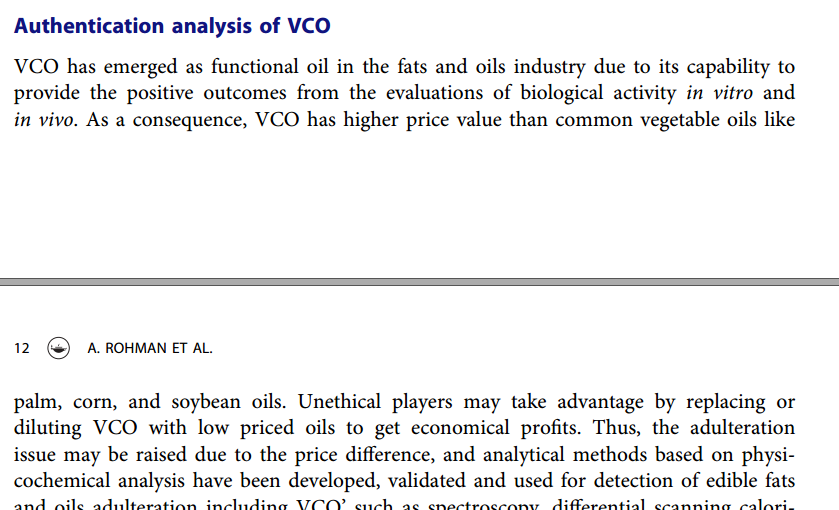 Authentication analysis of VCO
VCO has emerged as functional oil in the fats and oils industry due to its capability to
provide the positive outcomes from the evaluations of biological activity in vitro and
in vivo. As a consequence, VCO has higher price value than common vegetable oils like
12 A. ROHMAN ET AL.
palm, corn, and soybean oils. Unethical players may take advantage by replacing or
diluting VCO with low priced oils to get economical profits. Thus, the adulteration
issue may be raised due to the price difference, and analytical methods based on physi-
cochemical analysis have been developed, validated and used for detection of edible fats
and oils adulteration including VCO’ such as spectroscopy, differential scanning calori-